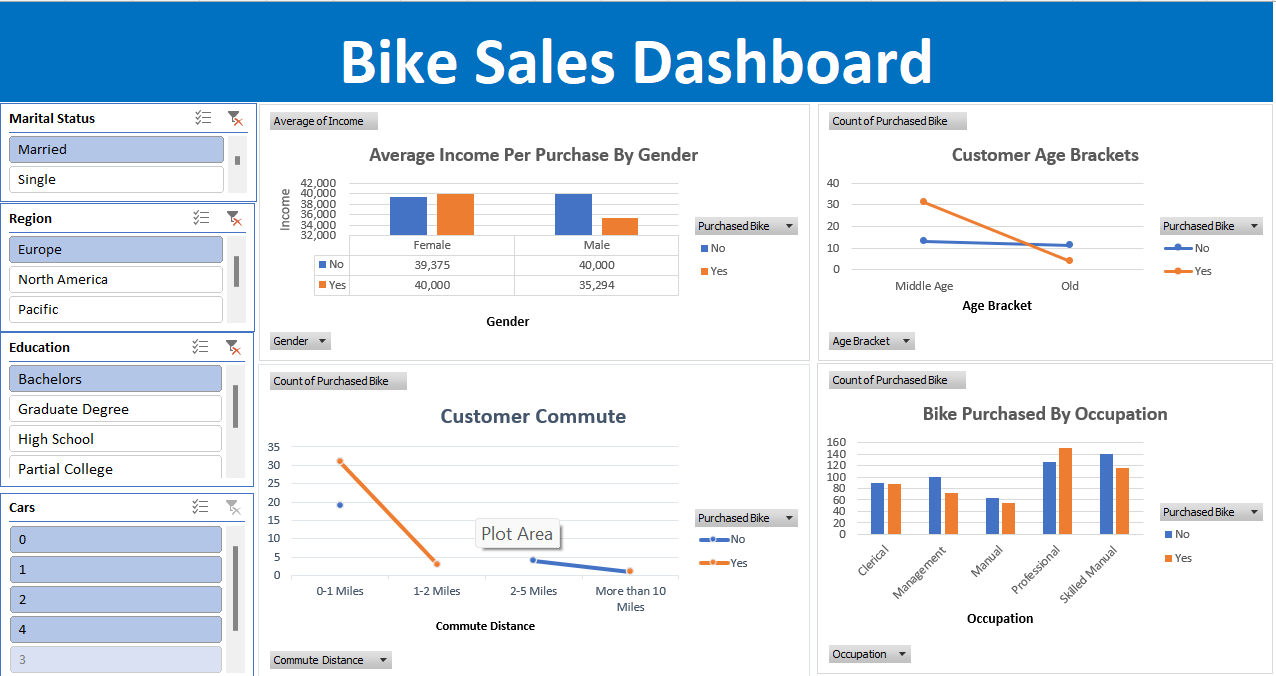 Bike Sales Dashboard
Marital Status
Married
Single
Region
Europe
North America
Pacific
Education
Bachelors
Graduate Degree
High School
Partial College
Cars
0
1
2
4
3
Average of Income
Average Income Per Purchase By Gender
Income
42,000
40,000
38,000
36,000
34,000
32,000
Female Male
No 39,375 40,000
Yes 40,000 35,294
Gender
Purchased Bike
No
Yes
Gender
Count of Purchased Bike
Customer Age Brackets
40
30
20
10
0
Middle Age Old
Age Bracket
Purchased Bike
No
Yes
Age Bracket
Count of Purchased Bike
Customer Commute
35
30
25
20
15
10
5
0
Plot Area
0-1 Miles 1-2 Miles 2-5 Miles More than 10
Miles
Commute Distance
Purchased Bike
No
Yes
Commute Distance
Count of Purchased Bike
Bike Purchased By Occupation
160
140
120
100
80
60
40
20
0
Clerical
Management
Manual
Professional
Skilled Manual
Occupation
Purchased Bike
No
Yes
Occupation